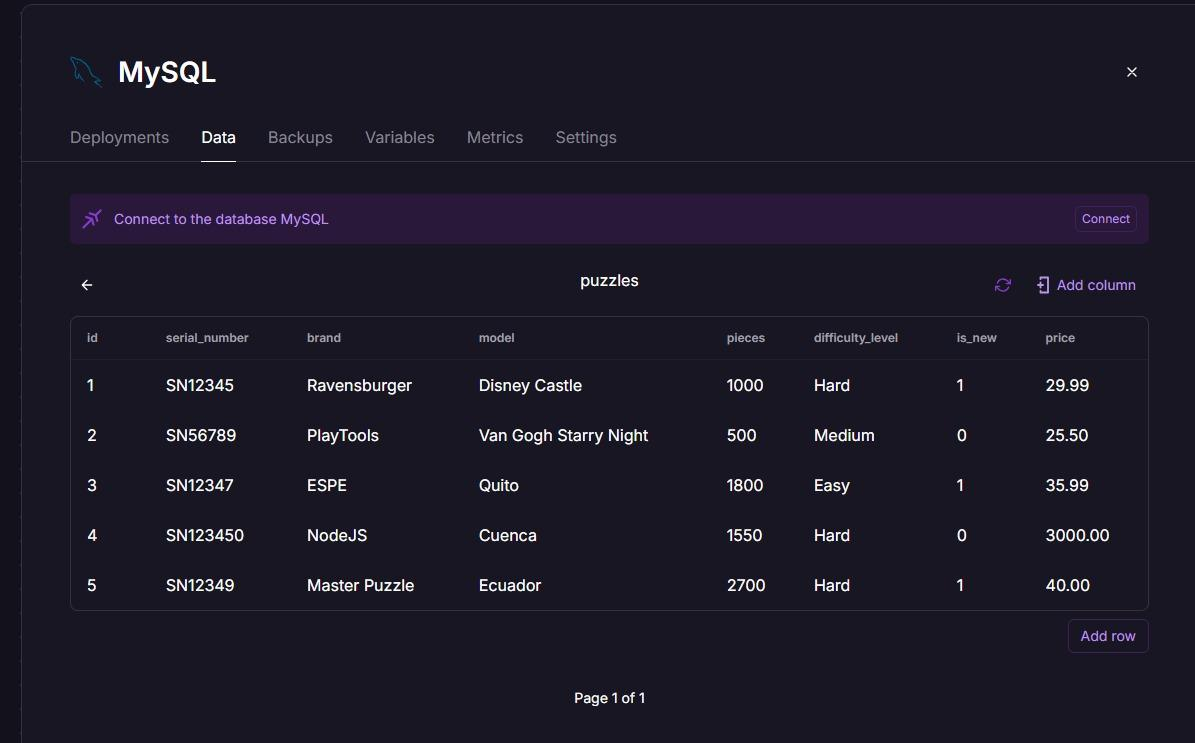 MySQL
Deployments Data Backups Variables Metrics Settings
Connect to the database MySQL Connect
puzzles Add column
id serial_number brand model pieces difficulty_level is_new price
1 SN12345 Ravensburger Disney Castle 1000 Hard 1 29.99
2 SN56789 PlayTools Van Gogh Starry Night 500 Medium 0 25.50
3 SN12347 ESPE Quito 1800 Easy 1 35.99
4 SN123450 NodeJS Cuenca 1550 Hard 0 3000.00
5 SN12349 Master Puzzle Ecuador 2700 Hard 1 40.00
Add row
Page 1 of 1